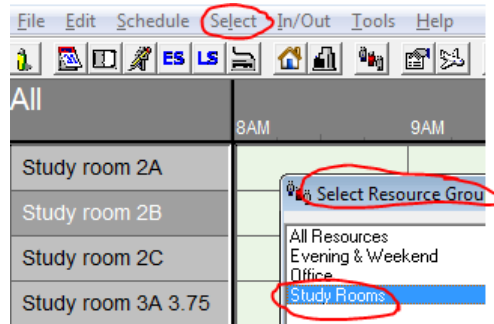 File Edit Schedule Select In/Out Tools Help
ES LS
All
8AM 9AM
Study room 2A
Study room 2B
Study room 2C
Study room 3A 3.75
Select Resource Grou
All Resources
Evening & Weekend
Office
Study Rooms